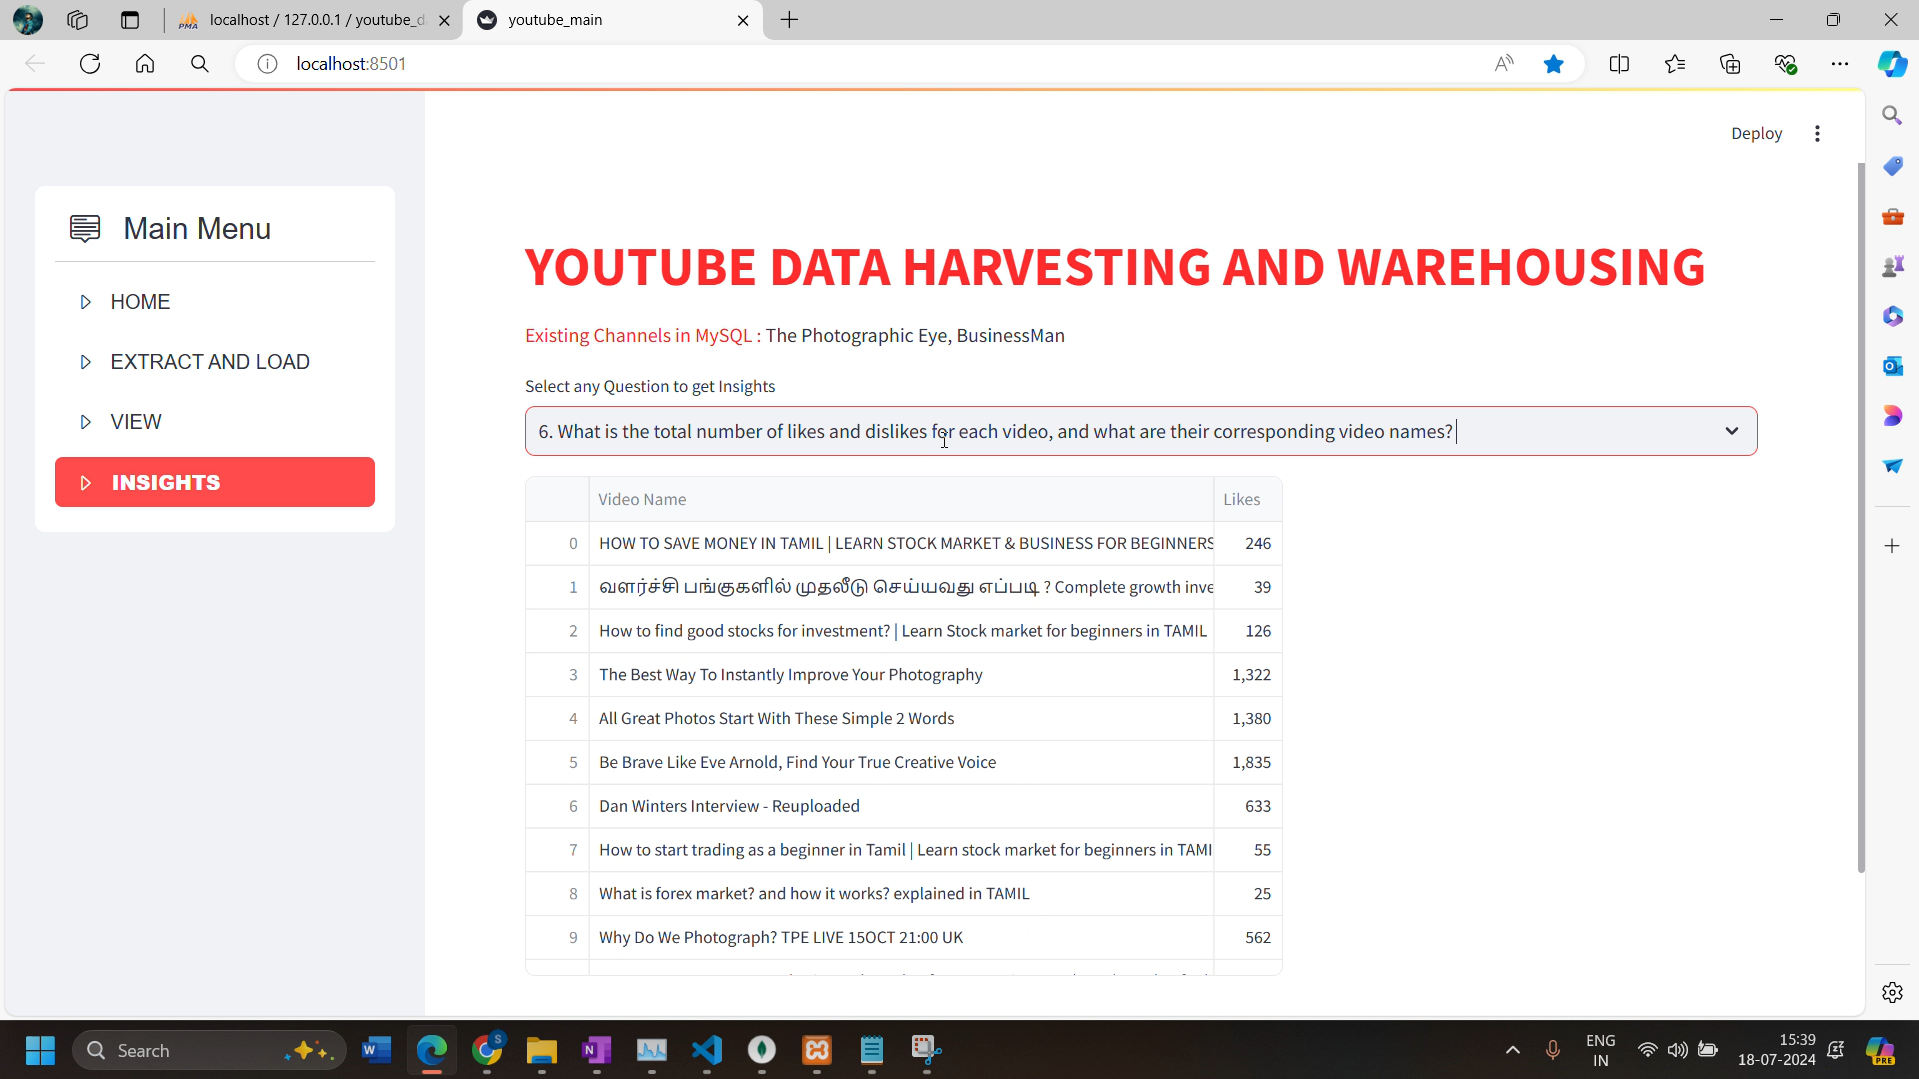 localhost / 127.0.0.1 / youtube_d
youtube_main
localhost:8501
Deploy
Main Menu
HOME
EXTRACT AND LOAD
VIEW
INSIGHTS
YOUTUBE DATA HARVESTING AND WAREHOUSING
Existing Channels in MySQL : The Photographic Eye, BusinessMan
Select any Question to get Insights
6. What is the total number of likes and dislikes for each video, and what are their corresponding video names?
Video Name Likes
0 HOW TO SAVE MONEY IN TAMIL | LEARN STOCK MARKET & BUSINESS FOR BEGINNERS 246
1 வளர்ச்சி பங்குகளில் முதலீடு செய்யவது எப்படி ? Complete growth inve 39
2 How to find good stocks for investment? | Learn Stock market for beginners in TAMIL 126
3 The Best Way To Instantly Improve Your Photography 1,322
4 All Great Photos Start With These Simple 2 Words 1,380
5 Be Brave Like Eve Arnold, Find Your True Creative Voice 1,835
6 Dan Winters Interview - Reuploaded 633
7 How to start trading as a beginner in Tamil | Learn stock market for beginners in TAMI 55
8 What is forex market? and how it works? explained in TAMIL 25
9 Why Do We Photograph? TPE LIVE 15OCT 21:00 UK 562
Search
ENG
IN
15:39
18-07-2024